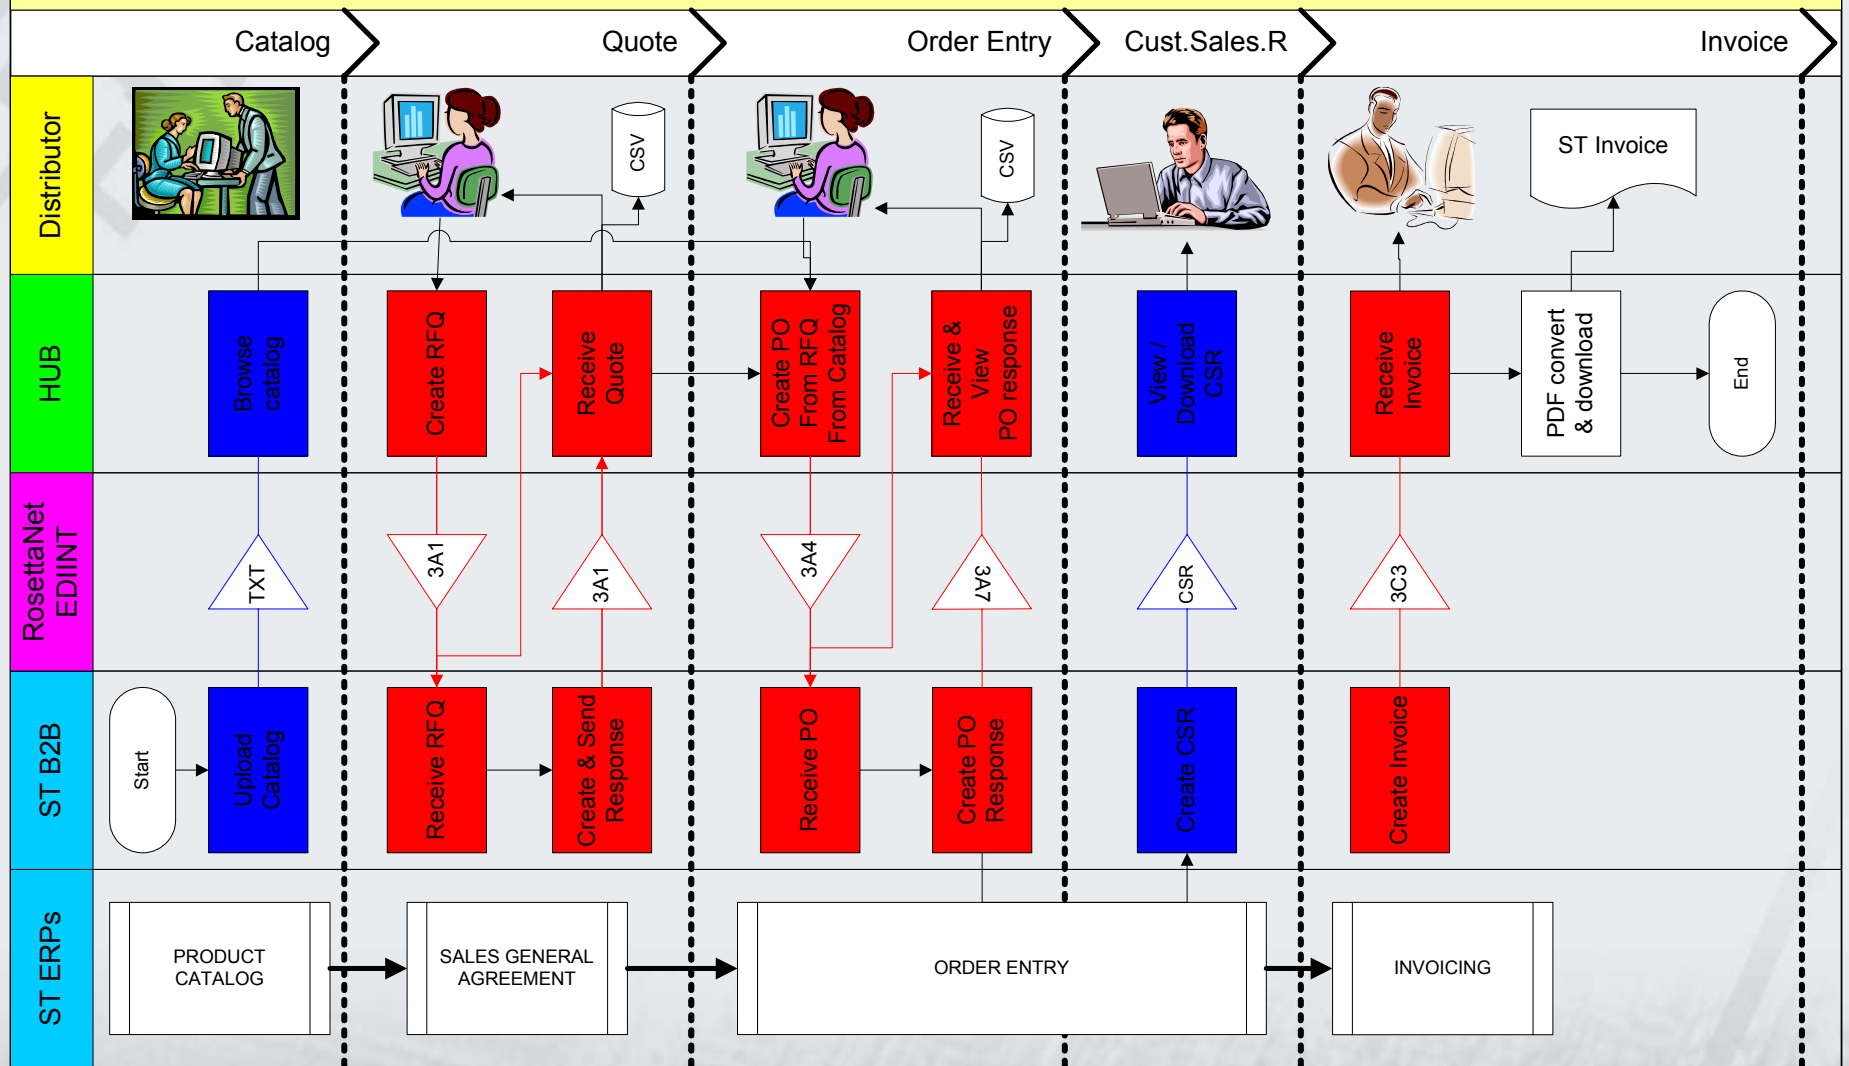 Catalog
Quote
Order Entry
Cust.Sales.R
Invoice
Distributor
CSV
CSV
ST Invoice
HUB
Browse
catalog
Create RFQ
Receive
Quote
Create PO
From RFQ
From Catalog
Receive &
View
PO response
View /
Download
CSR
Receive
Invoice
PDF convert
& download
End
RosettaNet
EDIINT
TXT
3A1
3A1
3A4
3A7
CSR
3C3
ST B2B
Start
Upload
Catalog
Receive RFQ
Create & Send
Response
Receive PO
Create PO
Response
Create CSR
Create Invoice
ST ERPs
PRODUCT
CATALOG
SALES GENERAL
AGREEMENT
ORDER ENTRY
INVOICING